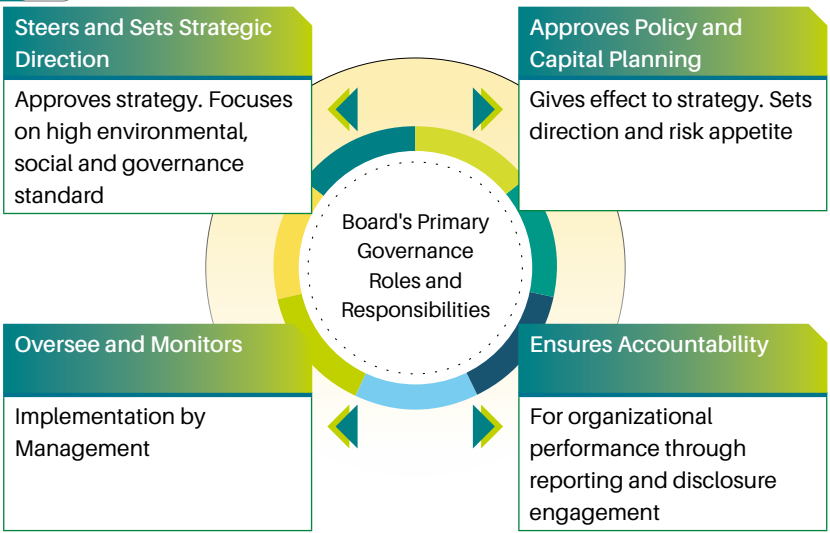 Steers and Sets Strategic
Direction
Approves strategy. Focuses
on high environmental,
social and governance
standard
Approves Policy and
Capital Planning
Gives effect to strategy. Sets
direction and risk appetite
Board's Primary
Governance
Roles and
Responsibilities
Oversee and Monitors
Implementation by
Management
Ensures Accountability
For organizational
performance through
reporting and disclosure
engagement